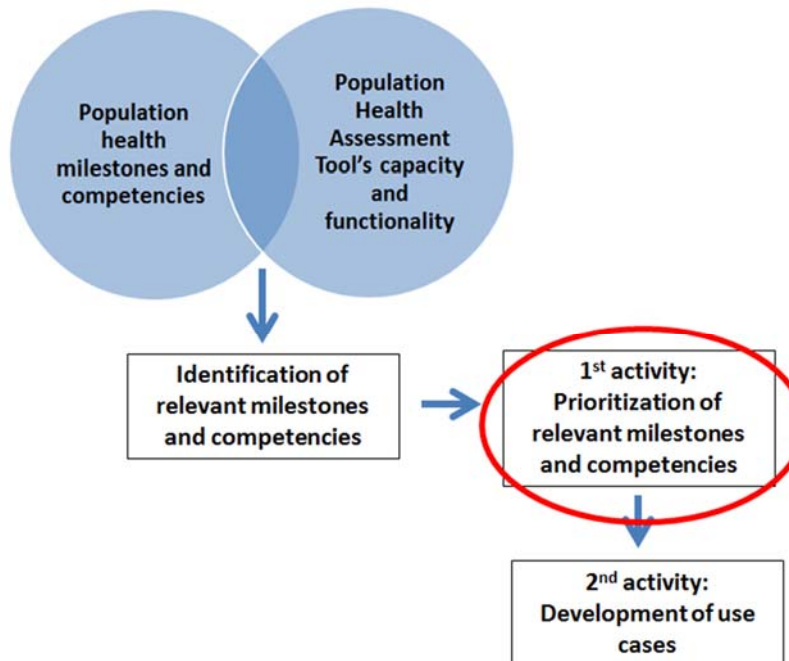 Population
health
milestones and
competencies
Population
Health
Assessment
Tool's capacity
and
functionality
Identification of
relevant milestones
and competencies
1st activity:
Prioritization of
relevant milestones
and competencies
2nd activity:
Development of use
cases